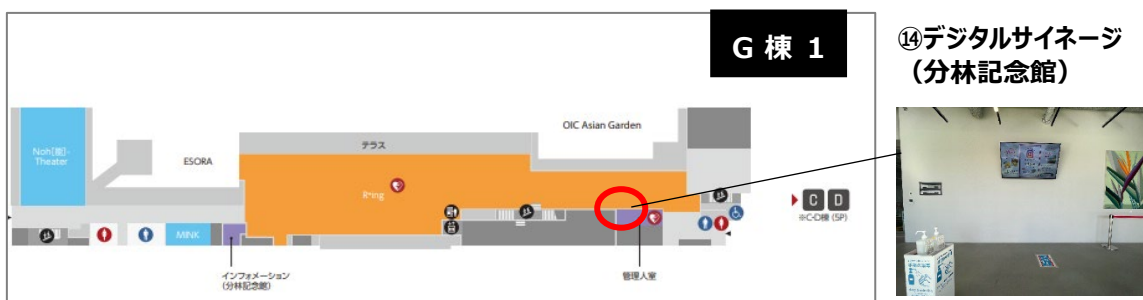 G 棟 1
⑭デジタルサイネージ
（分林記念館）
OIC Asian Garden
テラス
Noh[能]-
Theater
ESORA
R²ing
C D
※C•D棟 (5P)
MINK
インフォメーション
(分林記念館)
管理人室